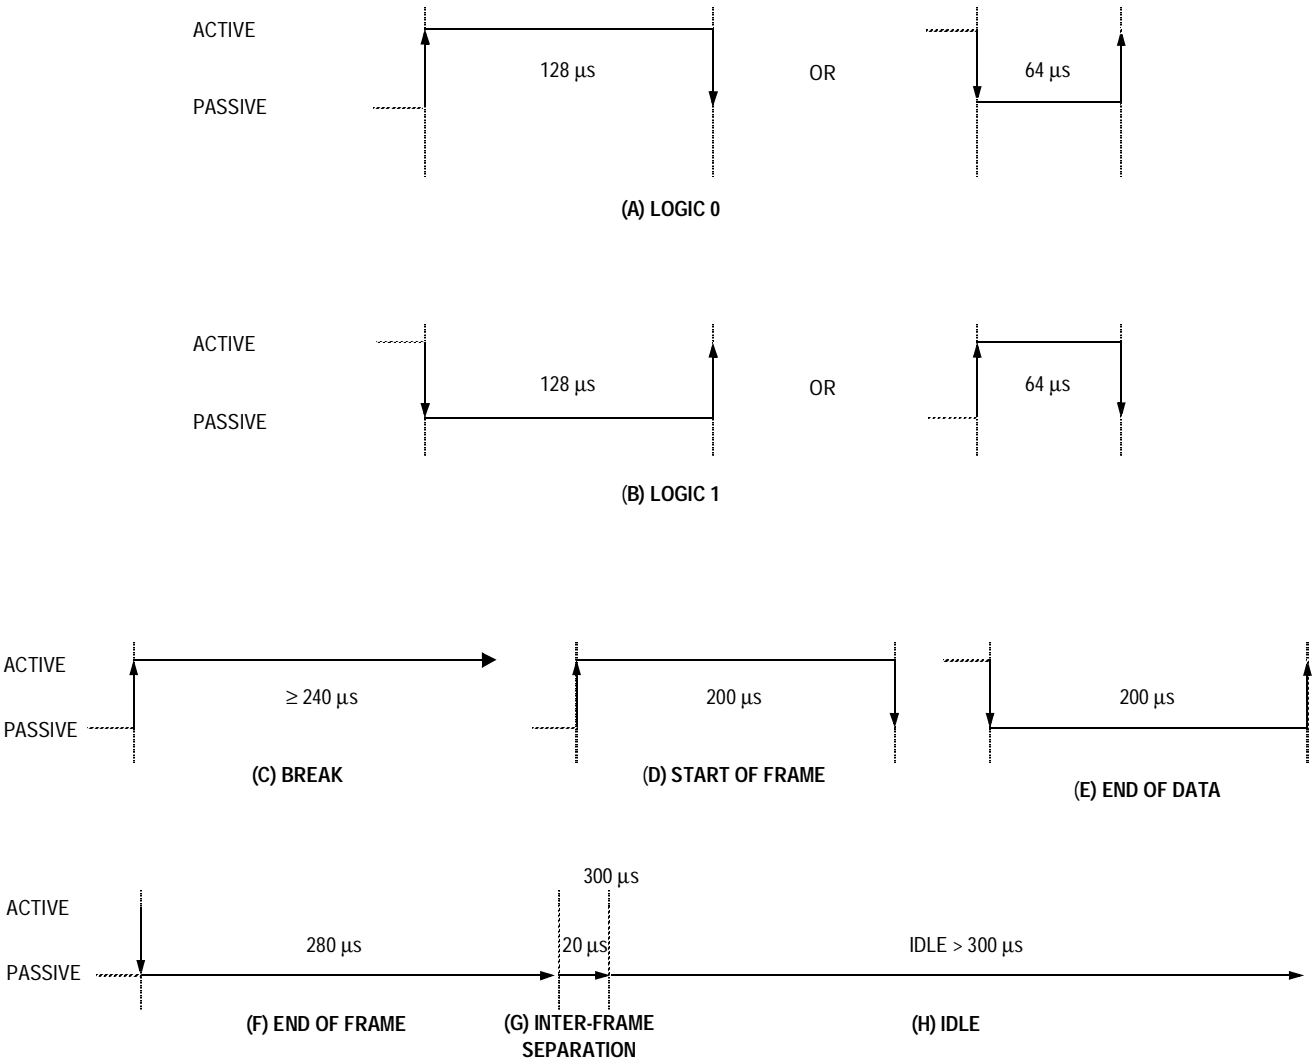 ACTIVE
128 µs
OR
64 µs
PASSIVE
(A) LOGIC 0
ACTIVE
128 µs
OR
64 µs
PASSIVE
(B) LOGIC 1
ACTIVE
≥ 240 µs
200 µs
200 µs
PASSIVE
(C) BREAK
(D) START OF FRAME
(E) END OF DATA
300 µs
ACTIVE
280 µs
20 µs
IDLE > 300 µs
PASSIVE
(F) END OF FRAME
(G) INTER-FRAME
SEPARATION
(H) IDLE